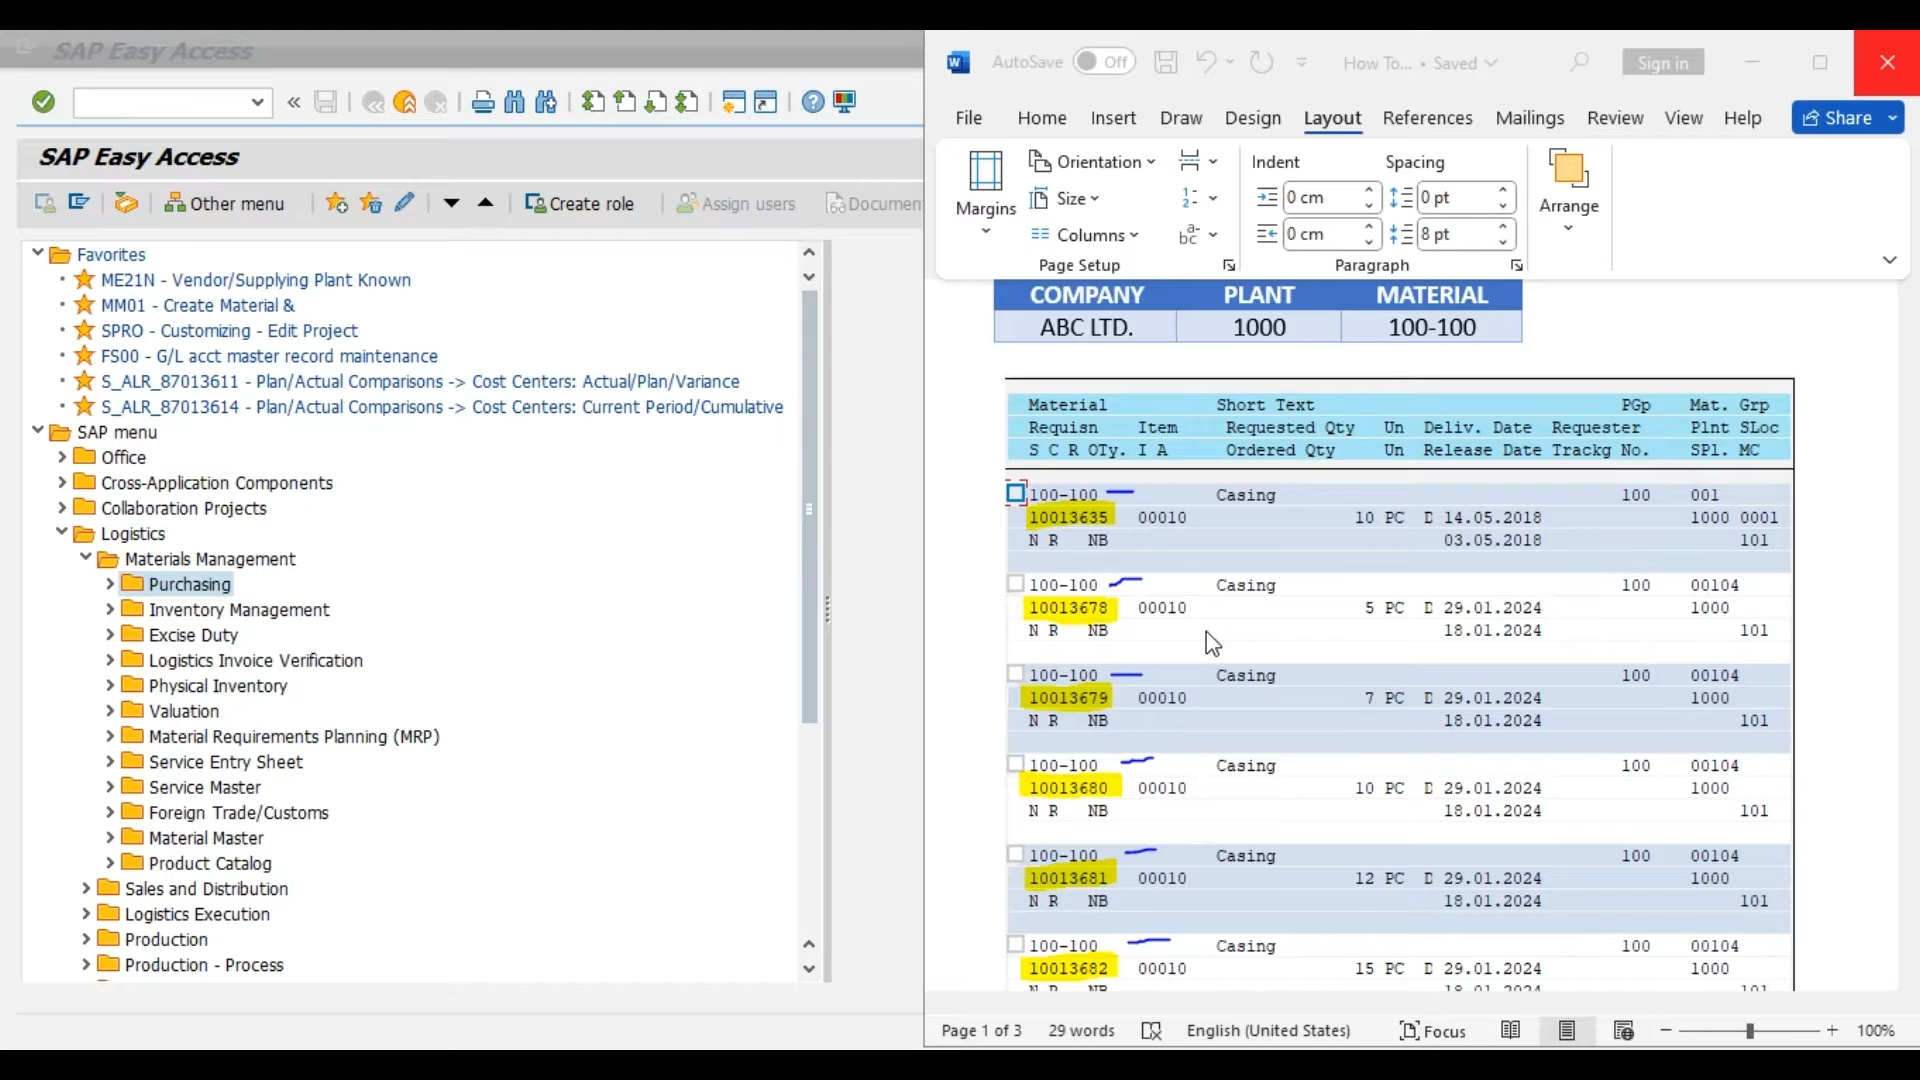 SAP Easy Access
SAP Easy Access
Other menu
Create role
Assign users
Documen
Favorites
ME21N - Vendor/Supplying Plant Known
MM01 - Create Material &
SPRO - Customizing - Edit Project
FS00 - G/L acct master record maintenance
S_ALR_87013611 - Plan/Actual Comparisons -> Cost Centers: Actual/Plan/Variance
S_ALR_87013614 - Plan/Actual Comparisons -> Cost Centers: Current Period/Cumulative
SAP menu
Office
Cross-Application Components
Collaboration Projects
Logistics
Materials Management
Purchasing
Inventory Management
Excise Duty
Logistics Invoice Verification
Physical Inventory
Valuation
Material Requirements Planning (MRP)
Service Entry Sheet
Service Master
Foreign Trade/Customs
Material Master
Product Catalog
Sales and Distribution
Logistics Execution
Production
Production - Process
AutoSave Off How To... • Saved Sign in
File Home Insert Draw Design Layout References Mailings Review View Help Share
Margins
Orientation
Size
Columns
Page Setup
Indent Spacing
0 cm 0 pt
0 cm 8 pt
Paragraph
Arrange
COMPANY PLANT MATERIAL
ABC LTD. 1000 100-100
Material Short Text PGp Mat. Grp
Requisn Item Requested Qty Un Deliv. Date Requester Plnt SLoc
S C R OTy. I A Ordered Qty Un Release Date Trackg No. SPl. MC
100-100 Casing 100 001
10013635 00010 10 PC D 14.05.2018 1000 0001
N R NB 03.05.2018 101
100-100 Casing 100 00104
10013678 00010 5 PC D 29.01.2024 1000
N R NB 18.01.2024 101
100-100 Casing 100 00104
10013679 00010 7 PC D 29.01.2024 1000
N R NB 18.01.2024 101
100-100 Casing 100 00104
10013680 00010 10 PC D 29.01.2024 1000
N R NB 18.01.2024 101
100-100 Casing 100 00104
10013681 00010 12 PC D 29.01.2024 1000
N R NB 18.01.2024 101
100-100 Casing 100 00104
10013682 00010 15 PC D 29.01.2024 1000
N R NB 18.01.2024 101
Page 1 of 3 29 words English (United States) Focus 100%